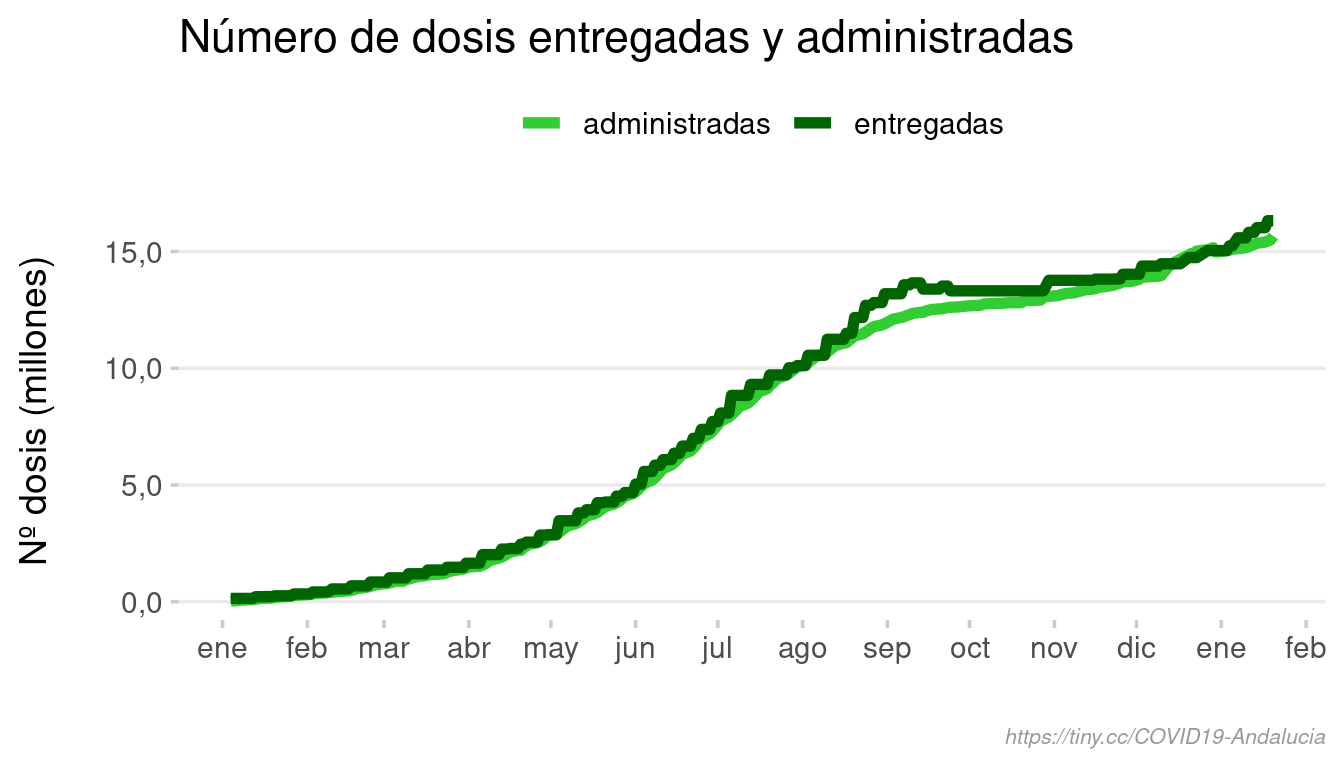 Número de dosis entregadas y administradas
administradas entregadas
Nº dosis (millones)
15,0
10,0
5,0
0,0
ene feb mar abr may jun jul ago sep oct nov dic ene feb
https://tiny.cc/COVID19-Andalucia